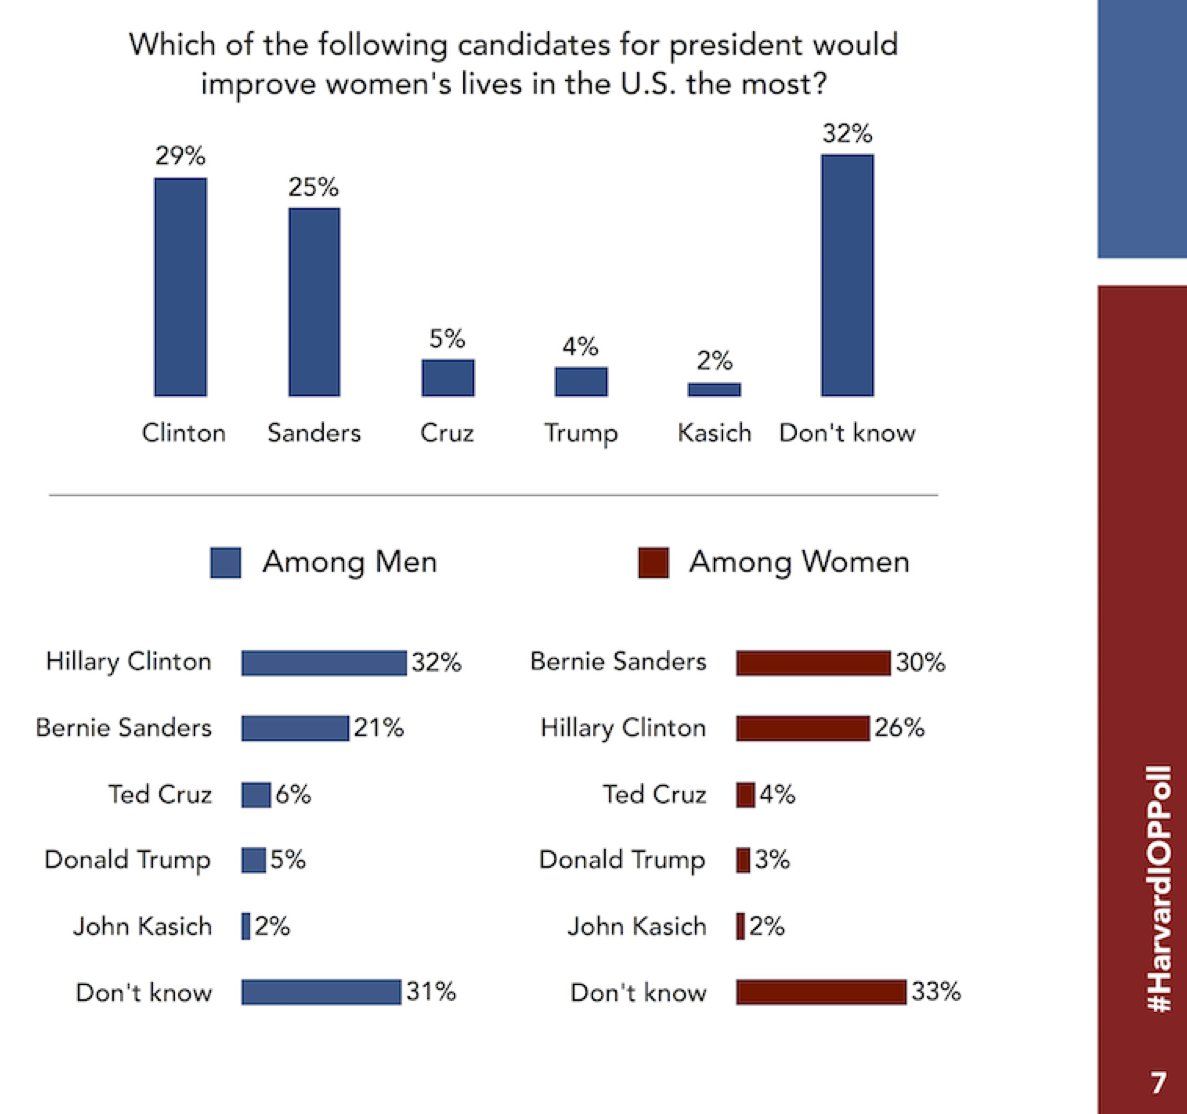 Which of the following candidates for president would
improve women's lives in the U.S. the most?
29%
25%
5%
4%
2%
32%
Clinton
Sanders
Cruz
Trump
Kasich
Don't know
Among Men
Hillary Clinton 32%
Bernie Sanders 21%
Ted Cruz 6%
Donald Trump 5%
John Kasich 2%
Don't know 31%
Among Women
Bernie Sanders 30%
Hillary Clinton 26%
Ted Cruz 4%
Donald Trump 3%
John Kasich 2%
Don't know 33%
#HarvardIOPPoll
7